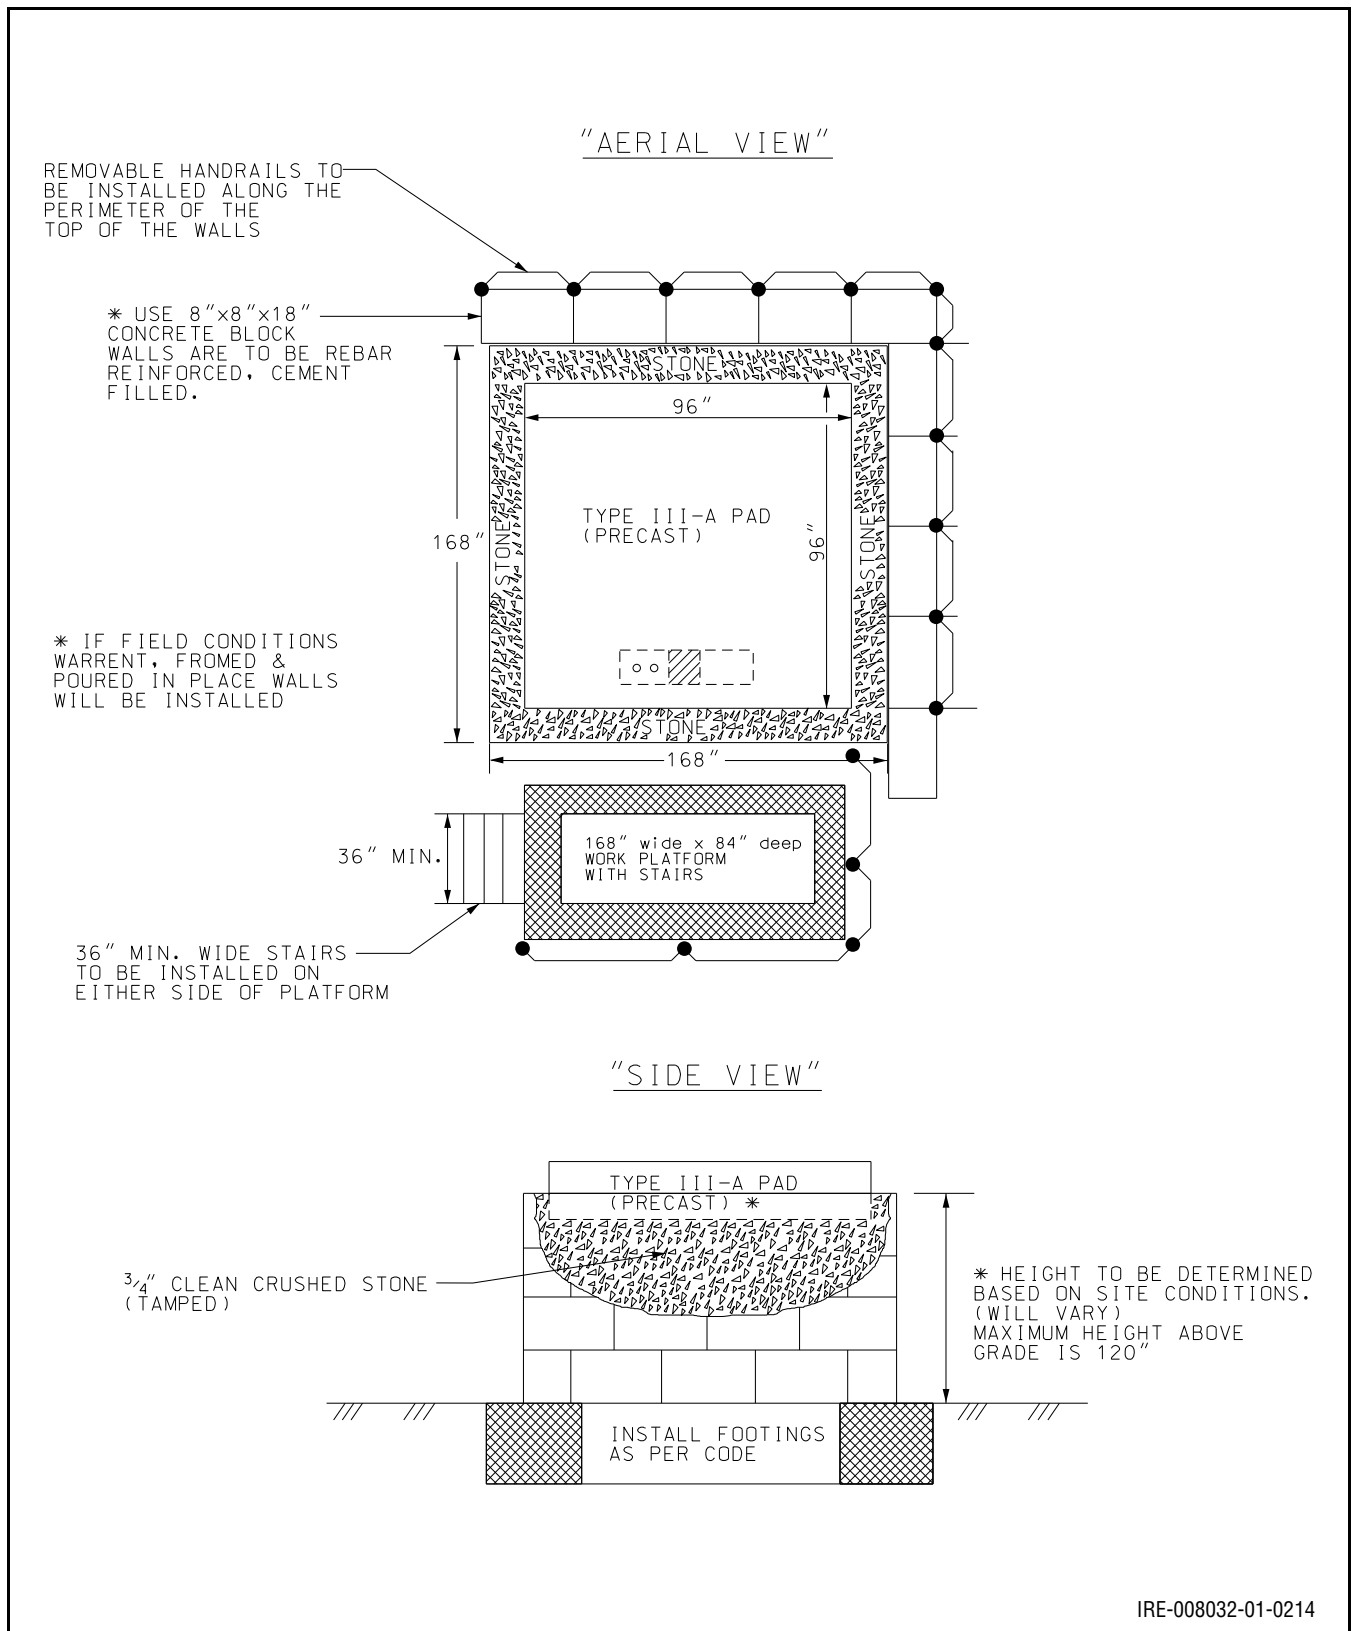 "AERIAL VIEW"
REMOVABLE HANDRAILS TO
BE INSTALLED ALONG THE
PERIMETER OF THE
TOP OF THE WALLS
* USE 8"x8"x18"
CONCRETE BLOCK
WALLS ARE TO BE REBAR
REINFORCED, CEMENT
FILLED.
STONE
96"
TYPE III-A PAD
(PRECAST)
96"
168"
STONE
STONE
* IF FIELD CONDITIONS
WARRENT, FROMED &
POURED IN PLACE WALLS
WILL BE INSTALLED
STONE
168"
36" MIN.
168" wide x 84" deep
WORK PLATFORM
WITH STAIRS
36" MIN. WIDE STAIRS
TO BE INSTALLED ON
EITHER SIDE OF PLATFORM
"SIDE VIEW"
TYPE III-A PAD
(PRECAST) *
3/4" CLEAN CRUSHED STONE
(TAMPED)
* HEIGHT TO BE DETERMINED
BASED ON SITE CONDITIONS.
(WILL VARY)
MAXIMUM HEIGHT ABOVE
GRADE IS 120"
INSTALL FOOTINGS
AS PER CODE
IRE-008032-01-0214